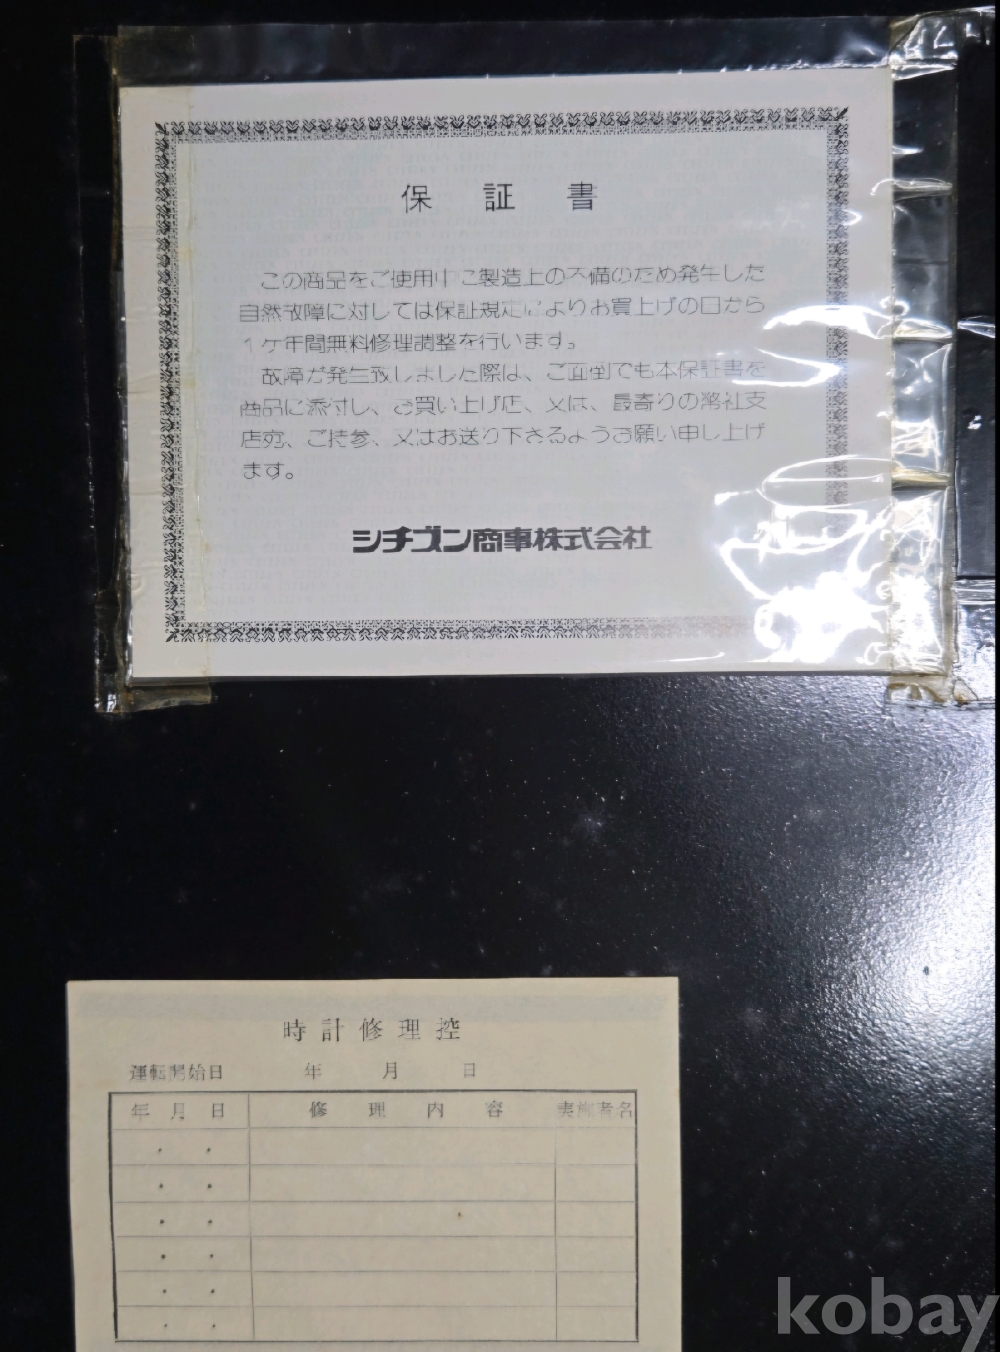 保証書
この商品をご使用中に製造上の不備のため発生した
自然故障に対しては保証規定によりお買上げの日から
1ヶ年間無料修理調整を行います。
故障が発生致しました際は、ご面倒でも本保証書を
商品に添付し、お買い上げ店、又は、最寄りの弊社支
店宛、ご持参、又はお送り下さるようお願い申し上げ
ます。
シチズン商事株式会社
時計修理控
運転開始日 年 月 日
年 月 日 修理内容 実施者名
kobay